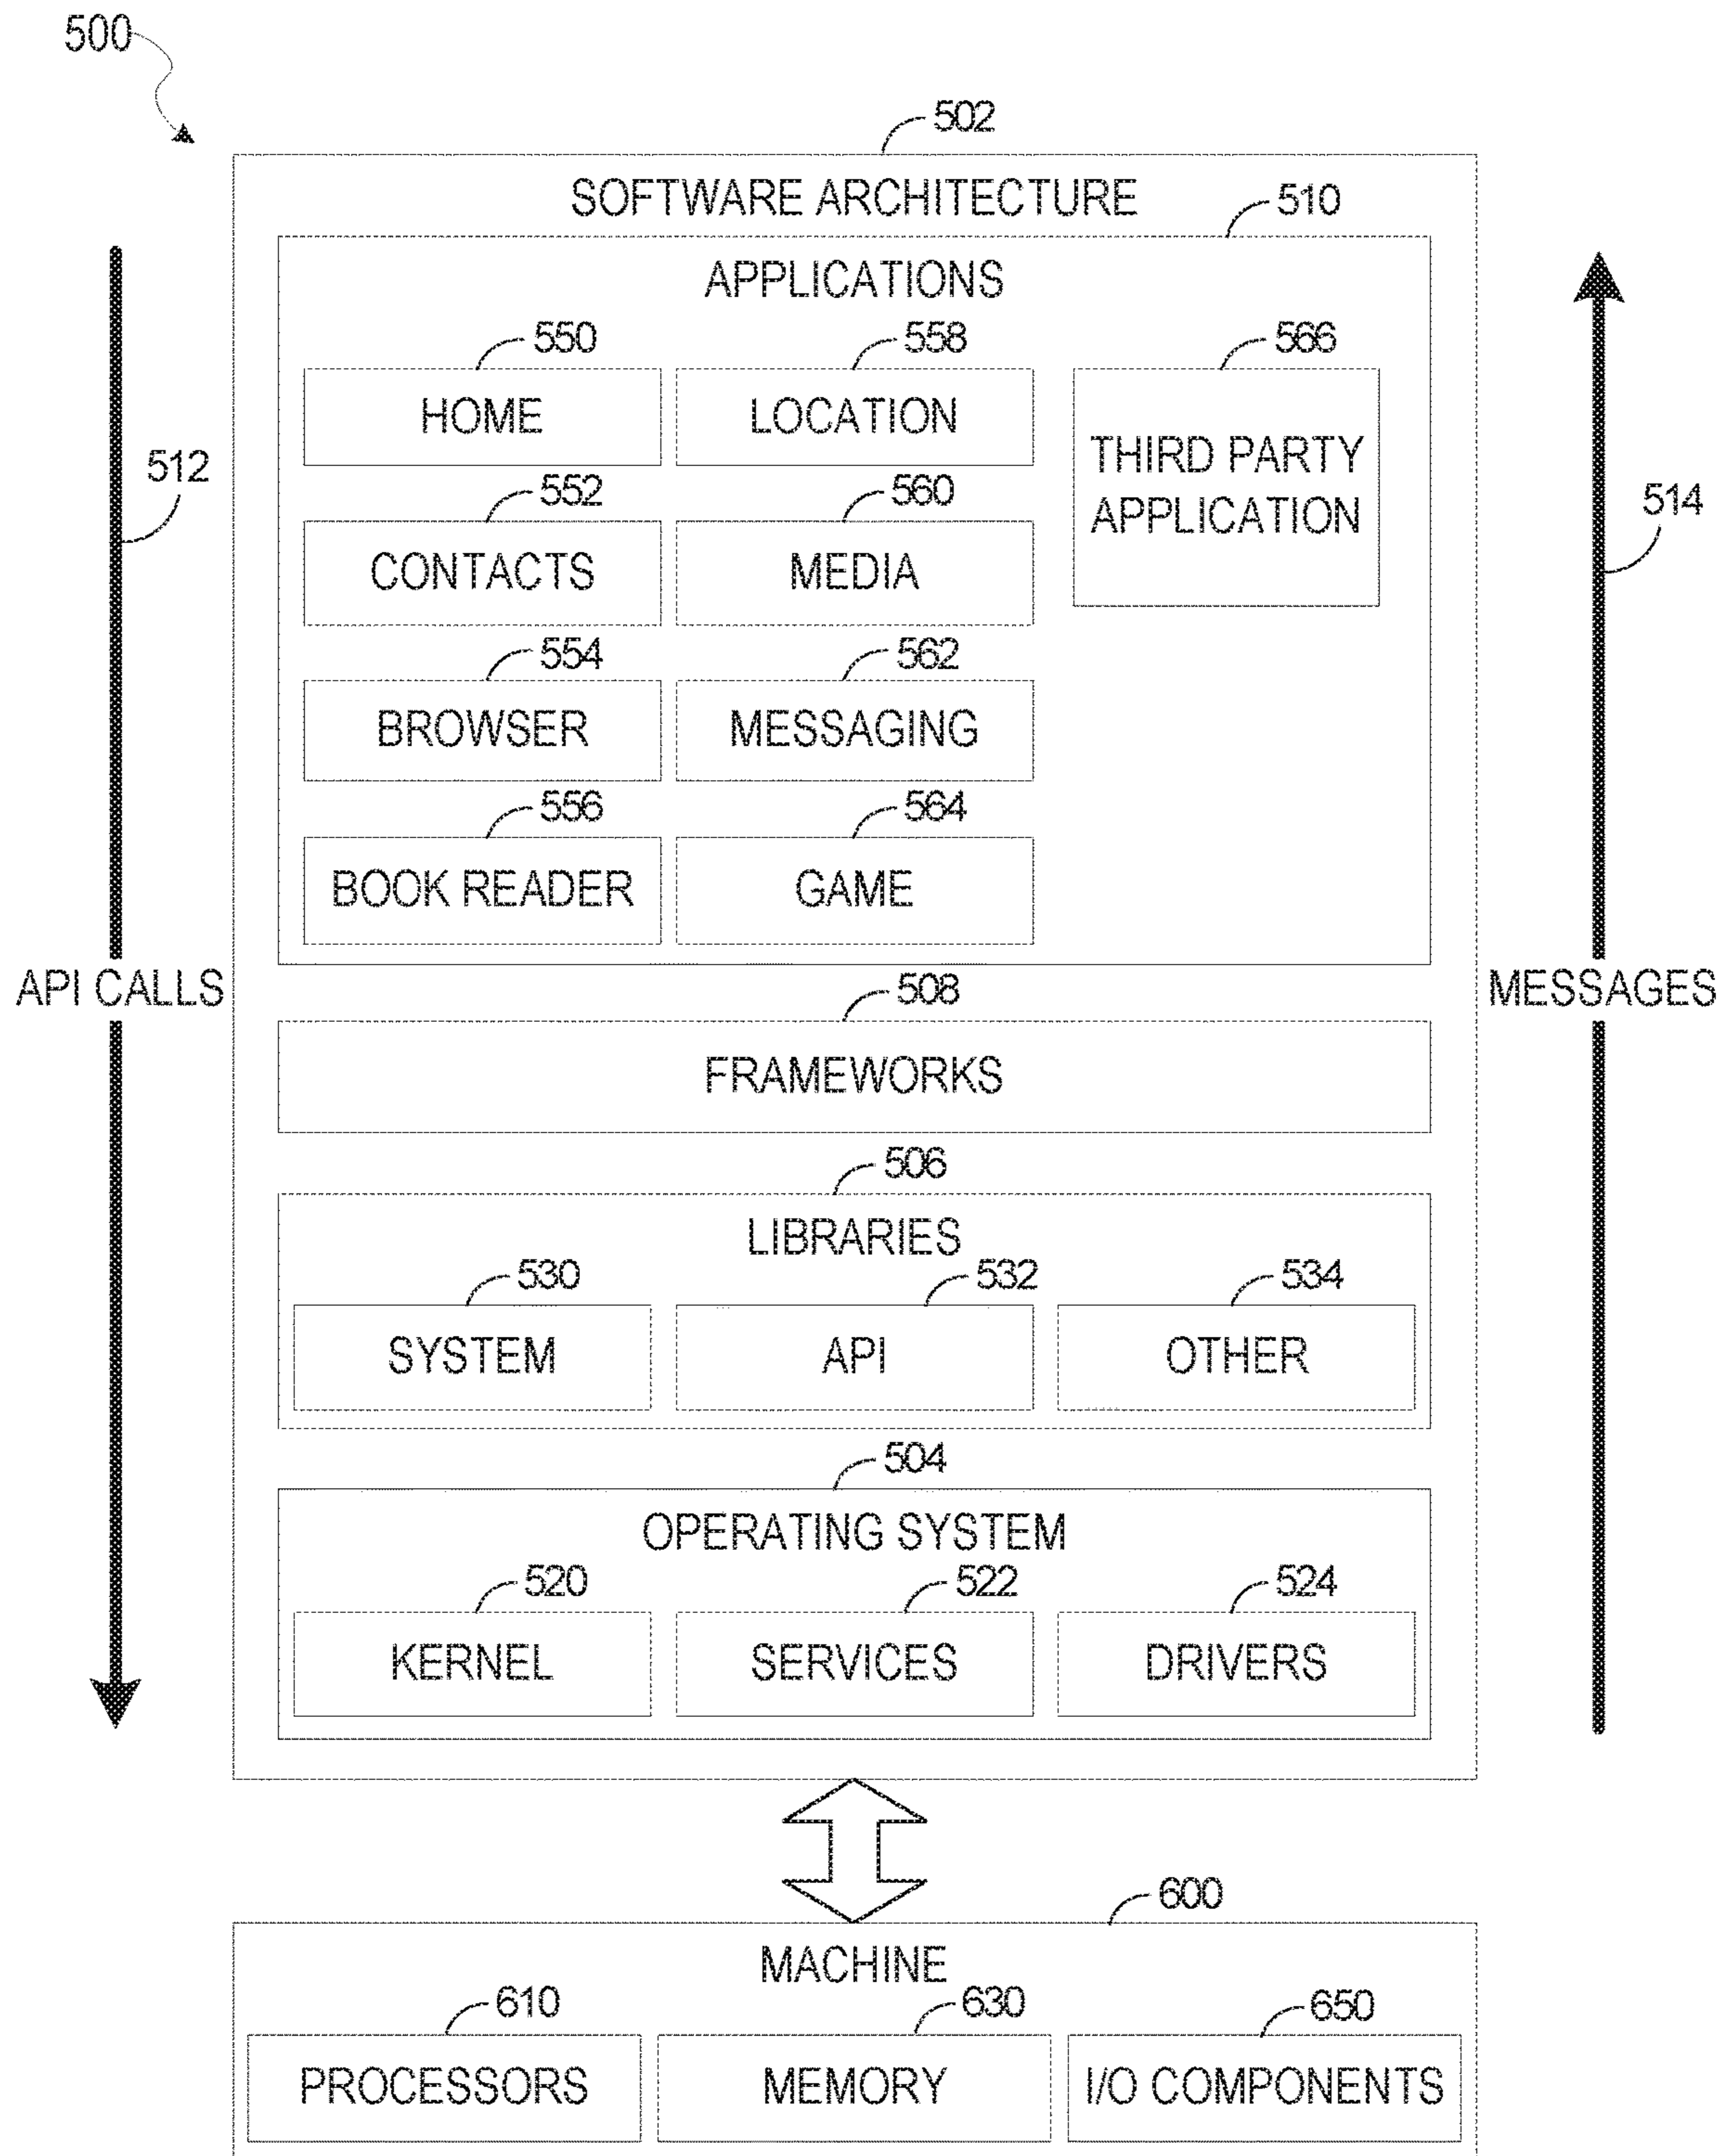 500
502
SOFTWARE ARCHITECTURE
510
APPLICATIONS
550
558
566
HOME
LOCATION
THIRD PARTY
APPLICATION
512
552
560
514
CONTACTS
MEDIA
554
562
BROWSER
MESSAGING
556
564
BOOK READER
GAME
API CALLS
MESSAGES
508
FRAMEWORKS
506
LIBRARIES
530
532
534
SYSTEM
API
OTHER
504
OPERATING SYSTEM
520
522
524
KERNEL
SERVICES
DRIVERS
600
MACHINE
610
630
650
PROCESSORS
MEMORY
I/O COMPONENTS